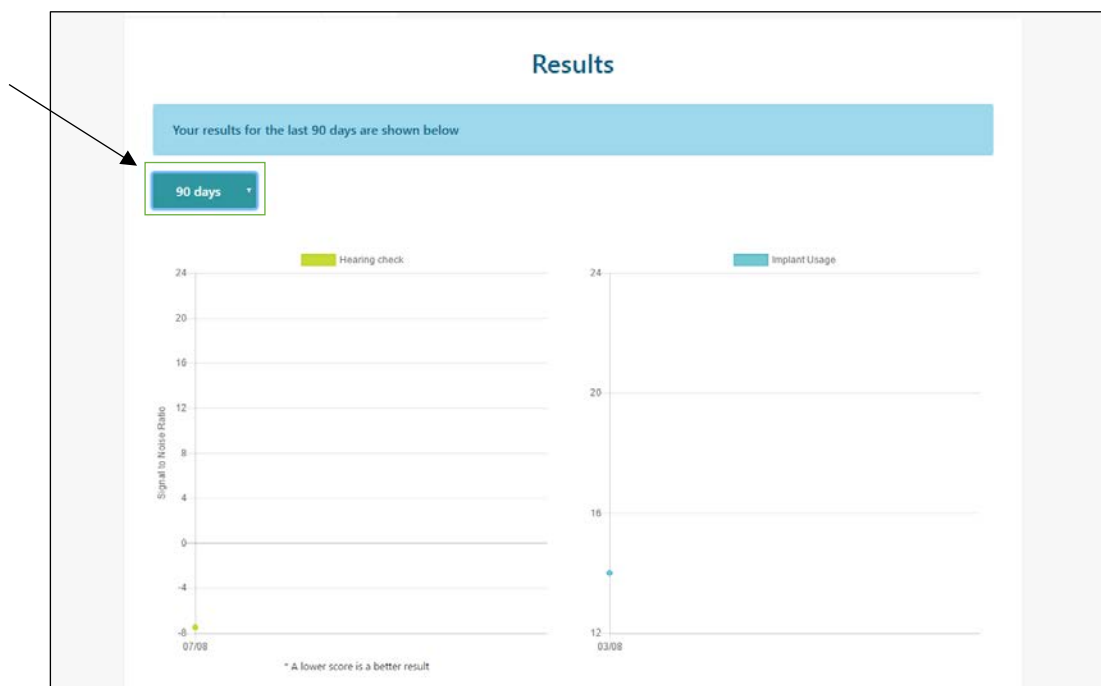 Results
Your results for the last 90 days are shown below
90 days
Hearing check
24
20
16
12
8
4
0
-4
-8
Signal to Noise Ratio
07/08
* A lower score is a better result
Implant Usage
24
20
16
12
03/08